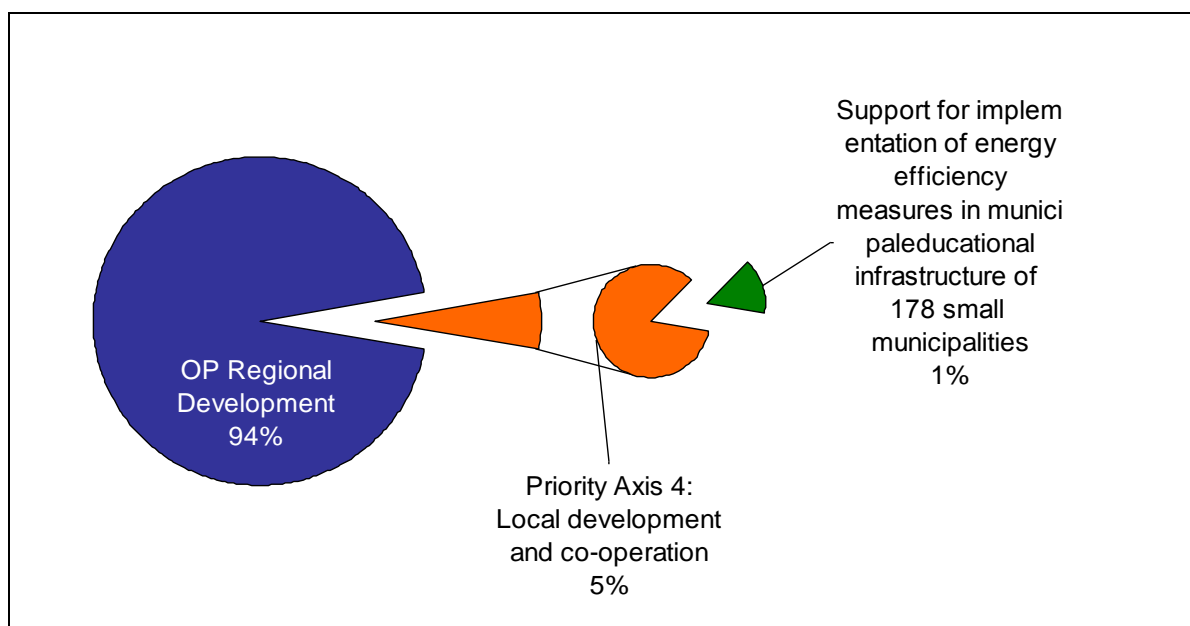 Support for implem
entation of energy
efficiency
measures in munici
paleducational
infrastructure of
178 small
municipalities
1%
OP Regional
Development
94%
Priority Axis 4:
Local development
and co-operation
5%